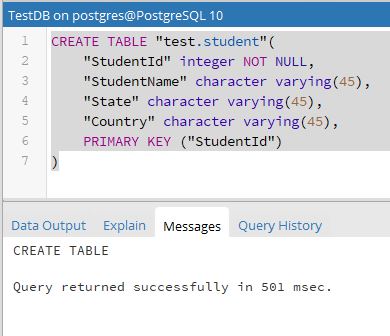 TestDB on postgres@PostgreSQL 10
1 CREATE TABLE "test.student"(
2 "StudentId" integer NOT NULL,
3 "StudentName" character varying(45),
4 "State" character varying(45),
5 "Country" character varying(45),
6 PRIMARY KEY ("StudentId")
7 )
Data Output Explain Messages Query History
CREATE TABLE
Query returned successfully in 501 msec.